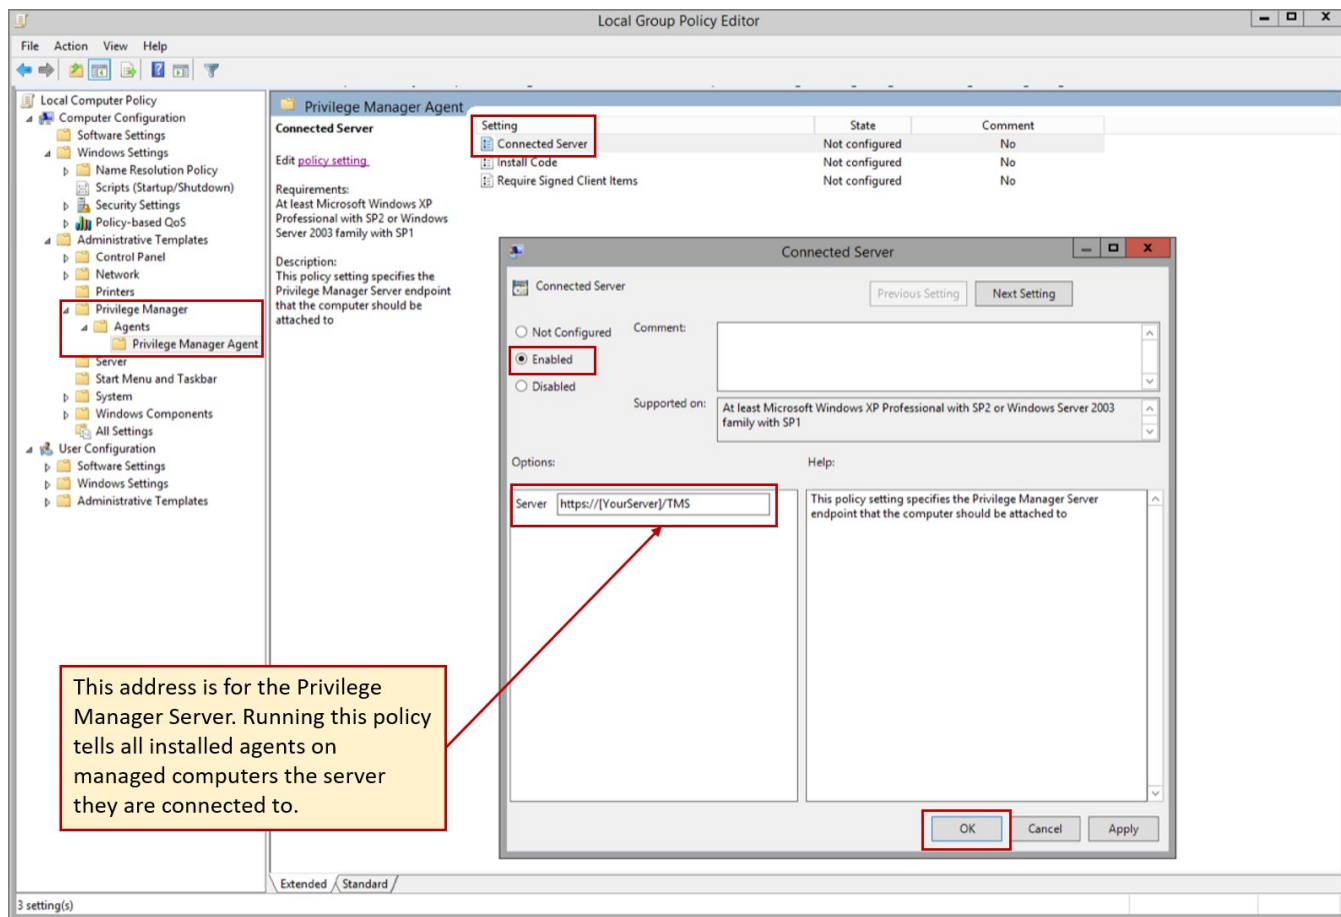 Local Group Policy Editor
File Action View Help
Local Computer Policy
Computer Configuration
Software Settings
Windows Settings
Name Resolution Policy
Scripts (Startup/Shutdown)
Security Settings
Policy-based QoS
Administrative Templates
Control Panel
Network
Printers
Privilege Manager
Agents
Privilege Manager Agent
Server
Start Menu and Taskbar
System
Windows Components
All Settings
User Configuration
Software Settings
Windows Settings
Administrative Templates
Privilege Manager Agent
Connected Server
Edit policy setting
Requirements:
At least Microsoft Windows XP
Professional with SP2 or Windows
Server 2003 family with SP1
Description:
This policy setting specifies the
Privilege Manager Server endpoint
that the computer should be
attached to
Setting State Comment
Connected Server Not configured No
Install Code Not configured No
Require Signed Client Items Not configured No
Connected Server
Connected Server
Previous Setting Next Setting
Not Configured
Enabled
Disabled
Comment:
Supported on:
At least Microsoft Windows XP Professional with SP2 or Windows Server 2003
family with SP1
Options:
Help:
Server https://[YourServer]/TMS
This policy setting specifies the Privilege Manager Server
endpoint that the computer should be attached to
This address is for the Privilege
Manager Server. Running this policy
tells all installed agents on
managed computers the server
they are connected to.
OK Cancel Apply
Extended Standard
3 setting(s)